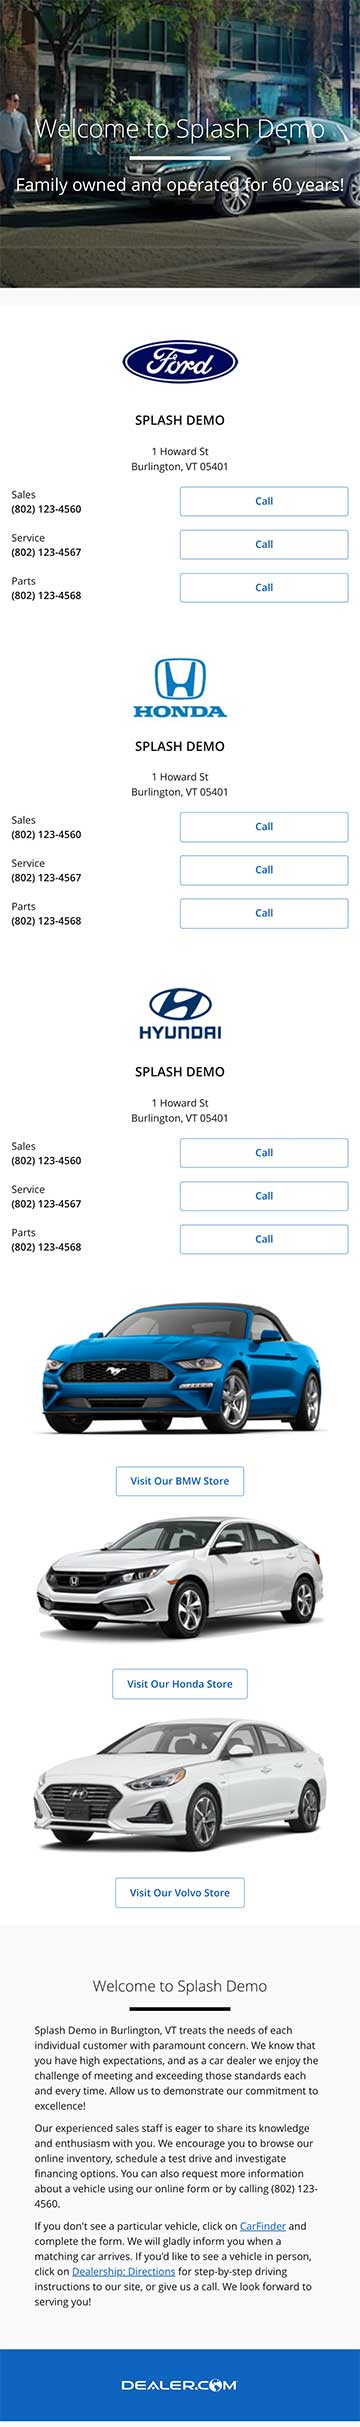 Welcome to Splash Demo
Family owned and operated for 60 years!
Ford
SPLASH DEMO
1 Howard St
Burlington, VT 05401
Sales
(802) 123-4560
Call
Service
(802) 123-4567
Call
Parts
(802) 123-4568
Call
HONDA
SPLASH DEMO
1 Howard St
Burlington, VT 05401
Sales
(802) 123-4560
Call
Service
(802) 123-4567
Call
Parts
(802) 123-4568
Call
HYUNDAI
SPLASH DEMO
1 Howard St
Burlington, VT 05401
Sales
(802) 123-4560
Call
Service
(802) 123-4567
Call
Parts
(802) 123-4568
Call
Visit Our BMW Store
Visit Our Honda Store
Visit Our Volvo Store
Welcome to Splash Demo
Splash Demo in Burlington, VT treats the needs of each
individual customer with paramount concern. We know that
you have high expectations, and as a car dealer we enjoy the
challenge of meeting and exceeding those standards each
and every time. Allow us to demonstrate our commitment to
excellence!
Our experienced sales staff is eager to share its knowledge
and enthusiasm with you. We encourage you to browse our
online inventory, schedule a test drive and investigate
financing options. You can also request more information
about a vehicle using our online form or by calling (802) 123-
4560.
If you don't see a particular vehicle, click on CarFinder and
complete the form. We will gladly inform you when a
matching car arrives. If you'd like to see a vehicle in person,
click on Dealership: Directions for step-by-step driving
instructions to our site, or give us a call. We look forward to
serving you!
DEALER.COM